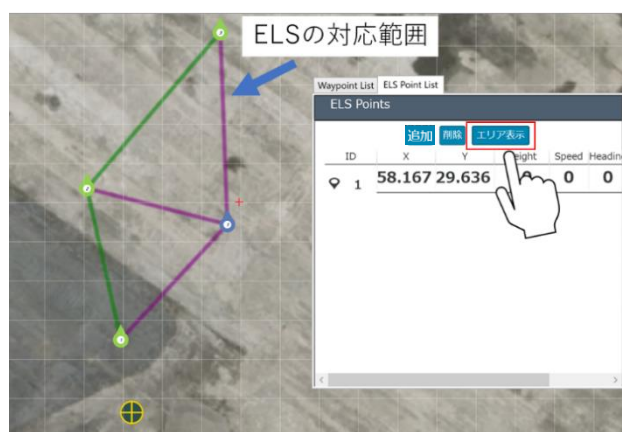 ELSの対応範囲
Waypoint List ELS Point List
ELS Points
追加 削除 エリア表示
ID X Y Height Speed Heading
1 58.167 29.636 0 0